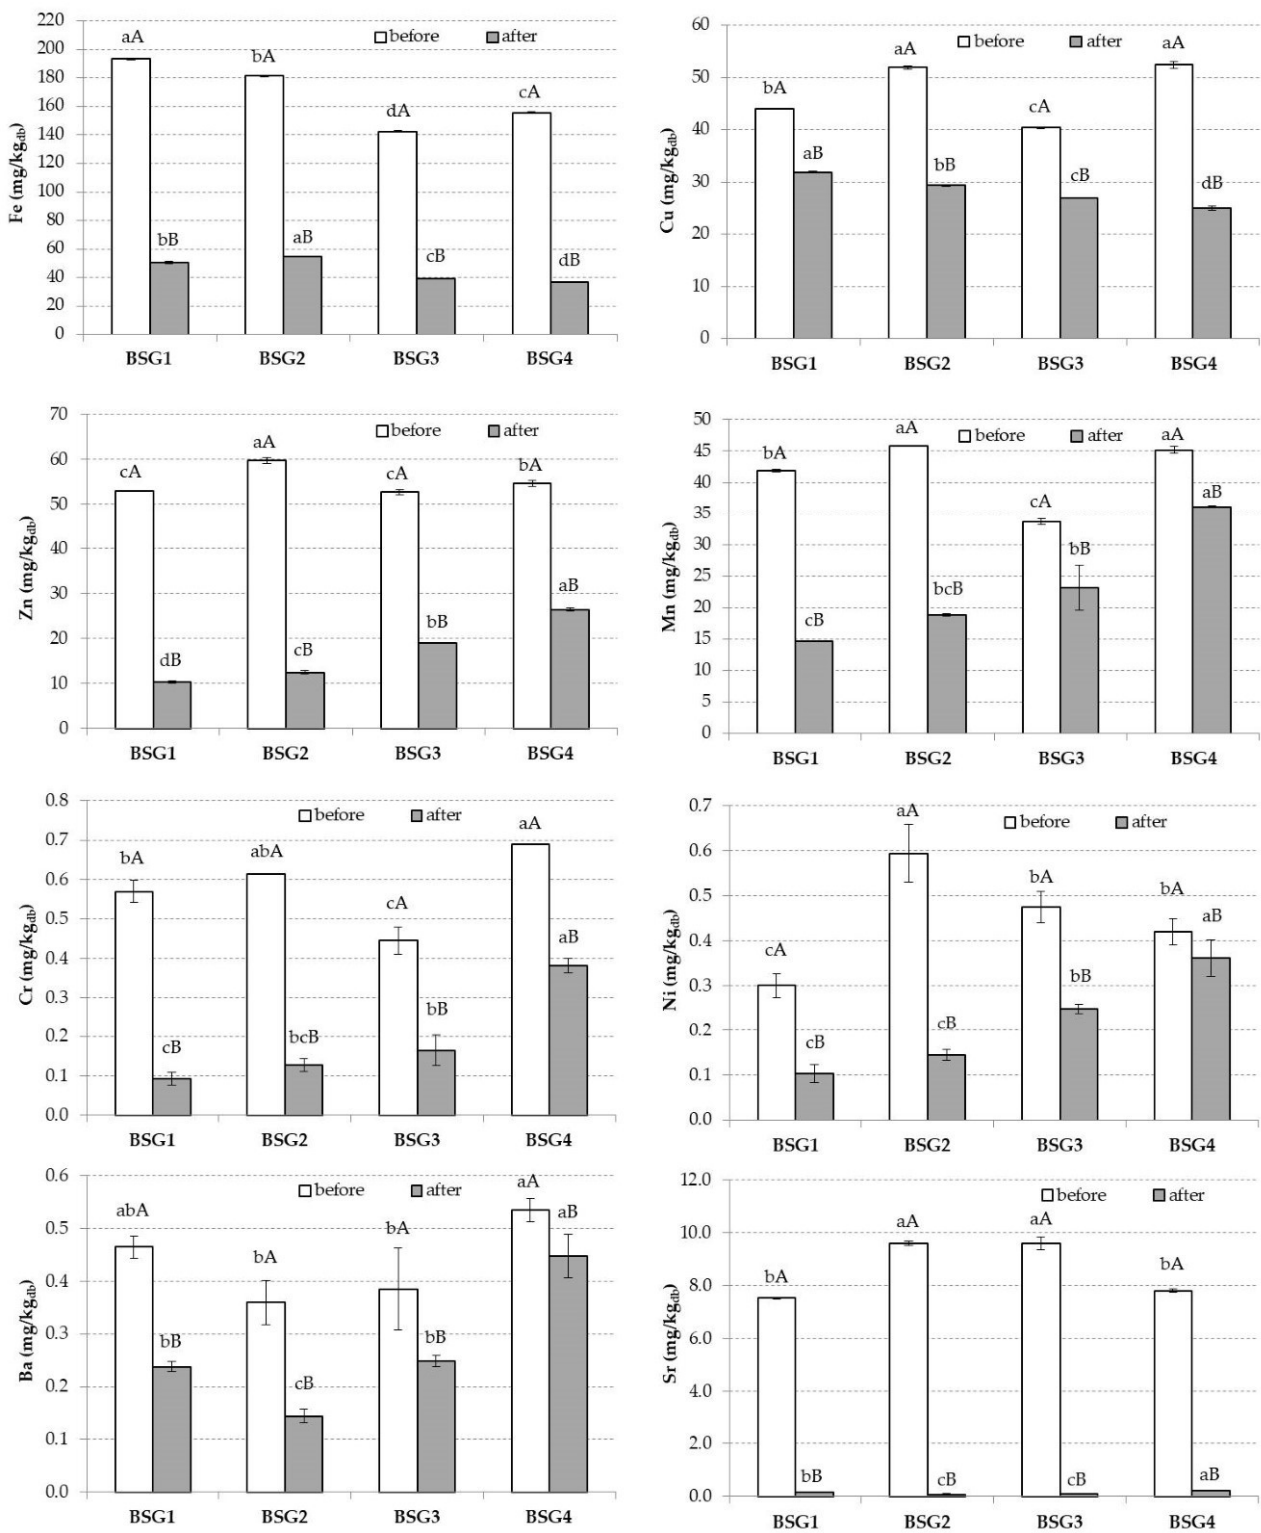 220
200
180
160
140
120
100
80
60
40
20
0
Fe (mg/kgdb)
before
after
aA
bA
dA
cA
bB
aB
cB
dB
BSG1
BSG2
BSG3
BSG4
60
50
40
30
20
10
0
Cu (mg/kgdb)
before
after
bA
aA
cA
aA
aB
bB
cB
dB
BSG1
BSG2
BSG3
BSG4
70
60
50
40
30
20
10
0
Zn (mg/kgdb)
before
after
cA
aA
cA
bA
dB
cB
bB
aB
BSG1
BSG2
BSG3
BSG4
50
45
40
35
30
25
20
15
10
5
0
Mn (mg/kgdb)
before
after
bA
aA
cA
aA
cB
bcB
bB
aB
BSG1
BSG2
BSG3
BSG4
0.8
0.7
0.6
0.5
0.4
0.3
0.2
0.1
0.0
Cr (mg/kgdb)
before
after
bA
abA
cA
aA
cB
bcB
bB
aB
BSG1
BSG2
BSG3
BSG4
0.7
0.6
0.5
0.4
0.3
0.2
0.1
0.0
Ni (mg/kgdb)
before
after
cA
aA
bA
bA
cB
cB
bB
aB
BSG1
BSG2
BSG3
BSG4
0.6
0.5
0.4
0.3
0.2
0.1
0.0
Ba (mg/kgdb)
before
after
abA
bA
bA
aA
bB
cB
bB
aB
BSG1
BSG2
BSG3
BSG4
12.0
10.0
8.0
6.0
4.0
2.0
0.0
Sr (mg/kgdb)
before
after
bA
aA
aA
bA
bB
cB
cB
aB
BSG1
BSG2
BSG3
BSG4